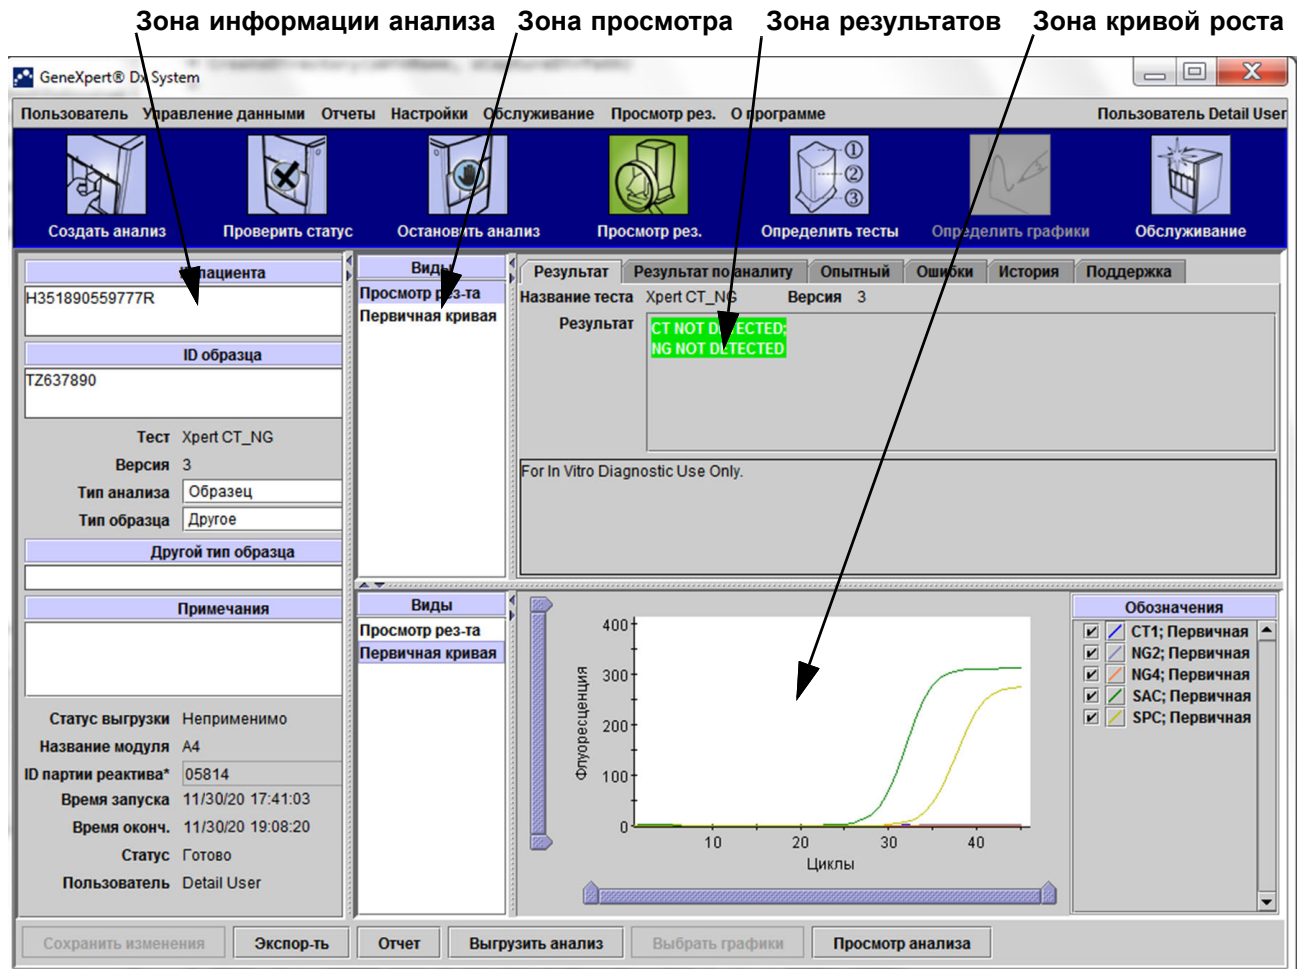 Зона информации анализа Зона просмотра Зона результатов Зона кривой роста
GeneXpert® Dx System
Пользователь Управление данными Отчеты Настройки Обслуживание Просмотр рез. О программе Пользователь Detail User
① ② ③
Создать анализ Проверить статус Остановить анализ Просмотр рез. Определить тесты Определить графики Обслуживание
пациента
H351890559777R
ID образца
TZ637890
Тест Xpert CT_NG
Версия 3
Тип анализа Образец
Тип образца Другое
Другой тип образца
Примечания
Статус выгрузки Неприменимо
Название модуля A4
ID партии реактива* 05814
Время запуска 11/30/20 17:41:03
Время оконч. 11/30/20 19:08:20
Статус Готово
Пользователь Detail User
Виды
Просмотр рез-та
Первичная кривая
Результат Результат по аналиту Опытный Ошибки История Поддержка
Название теста Xpert CT_NG Версия 3
Результат CT NOT DETECTED;
NG NOT DETECTED
For In Vitro Diagnostic Use Only.
Виды
Просмотр рез-та
Первичная кривая
Флуоресценция
400
300
200
100
0
10 20 30 40
Циклы
Обозначения
CT1; Первичная
NG2; Первичная
NG4; Первичная
SAC; Первичная
SPC; Первичная
Сохранить изменения Экспор-ть Отчет Выгрузить анализ Выбрать графики Просмотр анализа